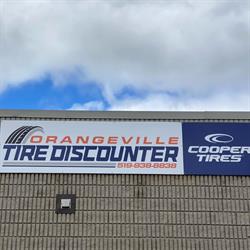 ORANGEVILLE
TIRE DISCOUNTER
519-938-8838
COOPER
TIRES